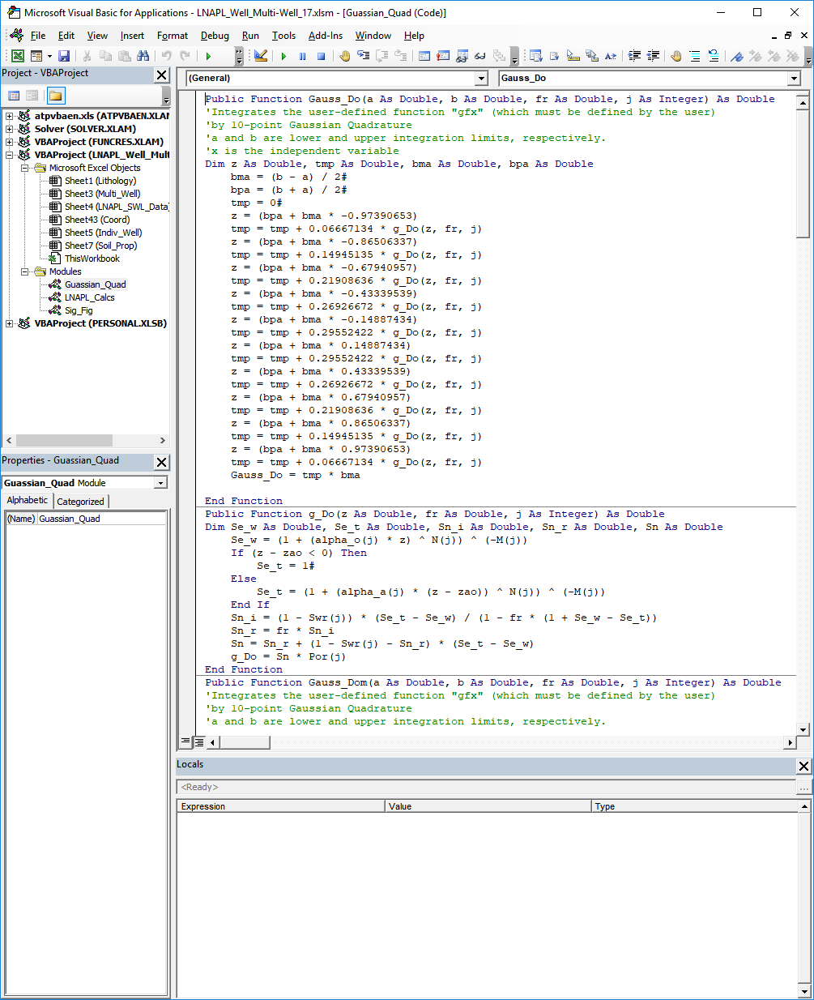 Microsoft Visual Basic for Applications - LNAPL_Well_Multi-Well_17.xlsm - [Guassian_Quad (Code)]
File Edit View Insert Format Debug Run Tools Add-Ins Window Help
Project - VBAProject
atpvbaen.xls (ATPVBAEN.XLAM
Solver (SOLVER.XLAM)
VBAProject (FUNCRES.XLAM)
VBAProject (LNAPL_Well_Mult
Microsoft Excel Objects
Sheet1 (Lithology)
Sheet3 (Multi_Well)
Sheet4 (LNAPL_SWL_Data)
Sheet43 (Coord)
Sheet5 (Indiv_Well)
Sheet7 (Soil_Prop)
ThisWorkbook
Modules
Guassian_Quad
LNAPL_Calcs
Sig_Fig
VBAProject (PERSONAL.XLSB)
Properties - Guassian_Quad
Guassian_Quad Module
Alphabetic Categorized
(Name) Guassian_Quad
(General) Gauss_Do
Public Function Gauss_Do(a As Double, b As Double, fr As Double, j As Integer) As Double
'Integrates the user-defined function "gfx" (which must be defined by the user)
'by 10-point Gaussian Quadrature
'a and b are lower and upper integration limits, respectively.
'x is the independent variable
Dim z As Double, tmp As Double, bma As Double, bpa As Double
bma = (b - a) / 2#
bpa = (b + a) / 2#
tmp = 0#
z = (bpa + bma * -0.97390653)
tmp = tmp + 0.06667134 * g_Do(z, fr, j)
z = (bpa + bma * -0.86506337)
tmp = tmp + 0.14945135 * g_Do(z, fr, j)
z = (bpa + bma * -0.67940957)
tmp = tmp + 0.21908636 * g_Do(z, fr, j)
z = (bpa + bma * -0.43339539)
tmp = tmp + 0.26926672 * g_Do(z, fr, j)
z = (bpa + bma * -0.14887434)
tmp = tmp + 0.29552422 * g_Do(z, fr, j)
z = (bpa + bma * 0.14887434)
tmp = tmp + 0.29552422 * g_Do(z, fr, j)
z = (bpa + bma * 0.43339539)
tmp = tmp + 0.26926672 * g_Do(z, fr, j)
z = (bpa + bma * 0.67940957)
tmp = tmp + 0.21908636 * g_Do(z, fr, j)
z = (bpa + bma * 0.86506337)
tmp = tmp + 0.14945135 * g_Do(z, fr, j)
z = (bpa + bma * 0.97390653)
tmp = tmp + 0.06667134 * g_Do(z, fr, j)
Gauss_Do = tmp * bma
End Function
Public Function g_Do(z As Double, fr As Double, j As Integer) As Double
Dim Se_w As Double, Se_t As Double, Sn_i As Double, Sn_r As Double, Sn As Double
Se_w = (1 + (alpha_o(j) * z) ^ N(j)) ^ (-M(j))
If (z - zao < 0) Then
Se_t = 1#
Else
Se_t = (1 + (alpha_a(j) * (z - zao)) ^ N(j)) ^ (-M(j))
End If
Sn_i = (1 - Swr(j)) * (Se_t - Se_w) / (1 - fr * (1 + Se_w - Se_t))
Sn_r = fr * Sn_i
Sn = Sn_r + (1 - Swr(j) - Sn_r) * (Se_t - Se_w)
g_Do = Sn * Por(j)
End Function
Public Function Gauss_Dom(a As Double, b As Double, fr As Double, j As Integer) As Double
'Integrates the user-defined function "gfx" (which must be defined by the user)
'by 10-point Gaussian Quadrature
'a and b are lower and upper integration limits, respectively.
Locals
<Ready>
...
Expression Value Type